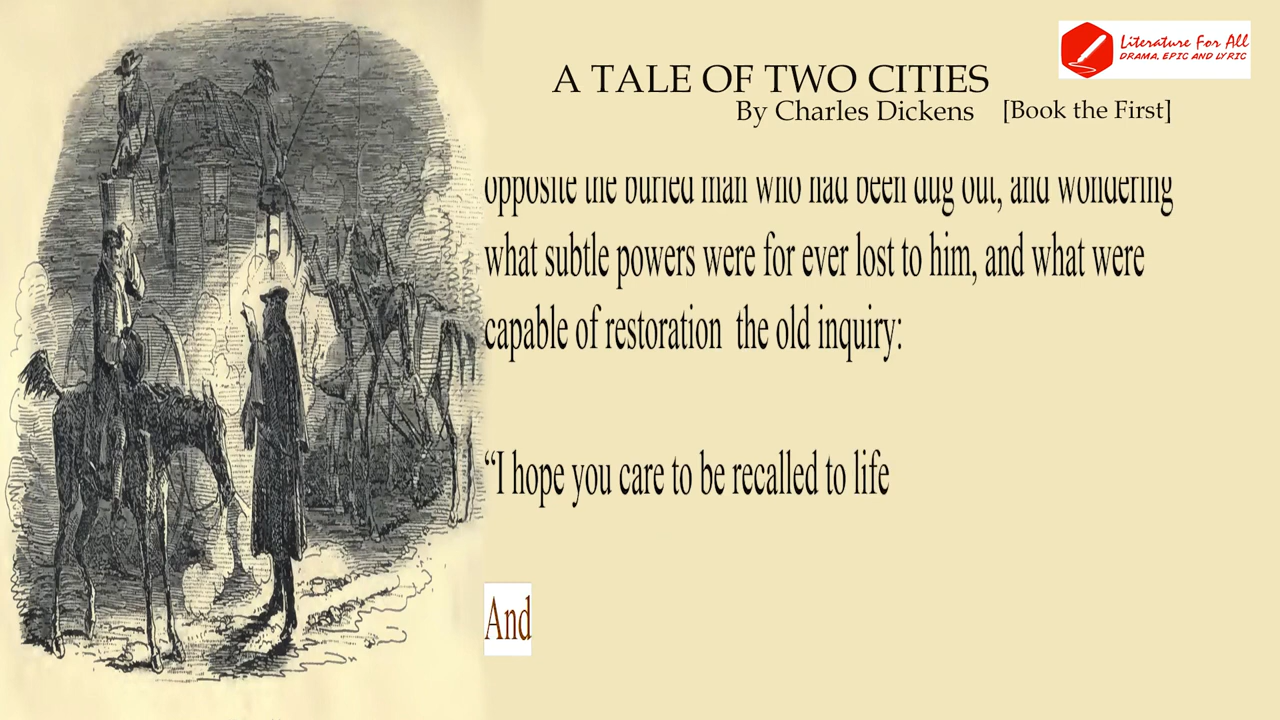 Literature For All
DRAMA, EPIC AND LYRIC
A TALE OF TWO CITIES
By Charles Dickens [Book the First]
opposite the buried man who had been dug out, and wondering
what subtle powers were for ever lost to him, and what were
capable of restoration the old inquiry:
“I hope you care to be recalled to life
And